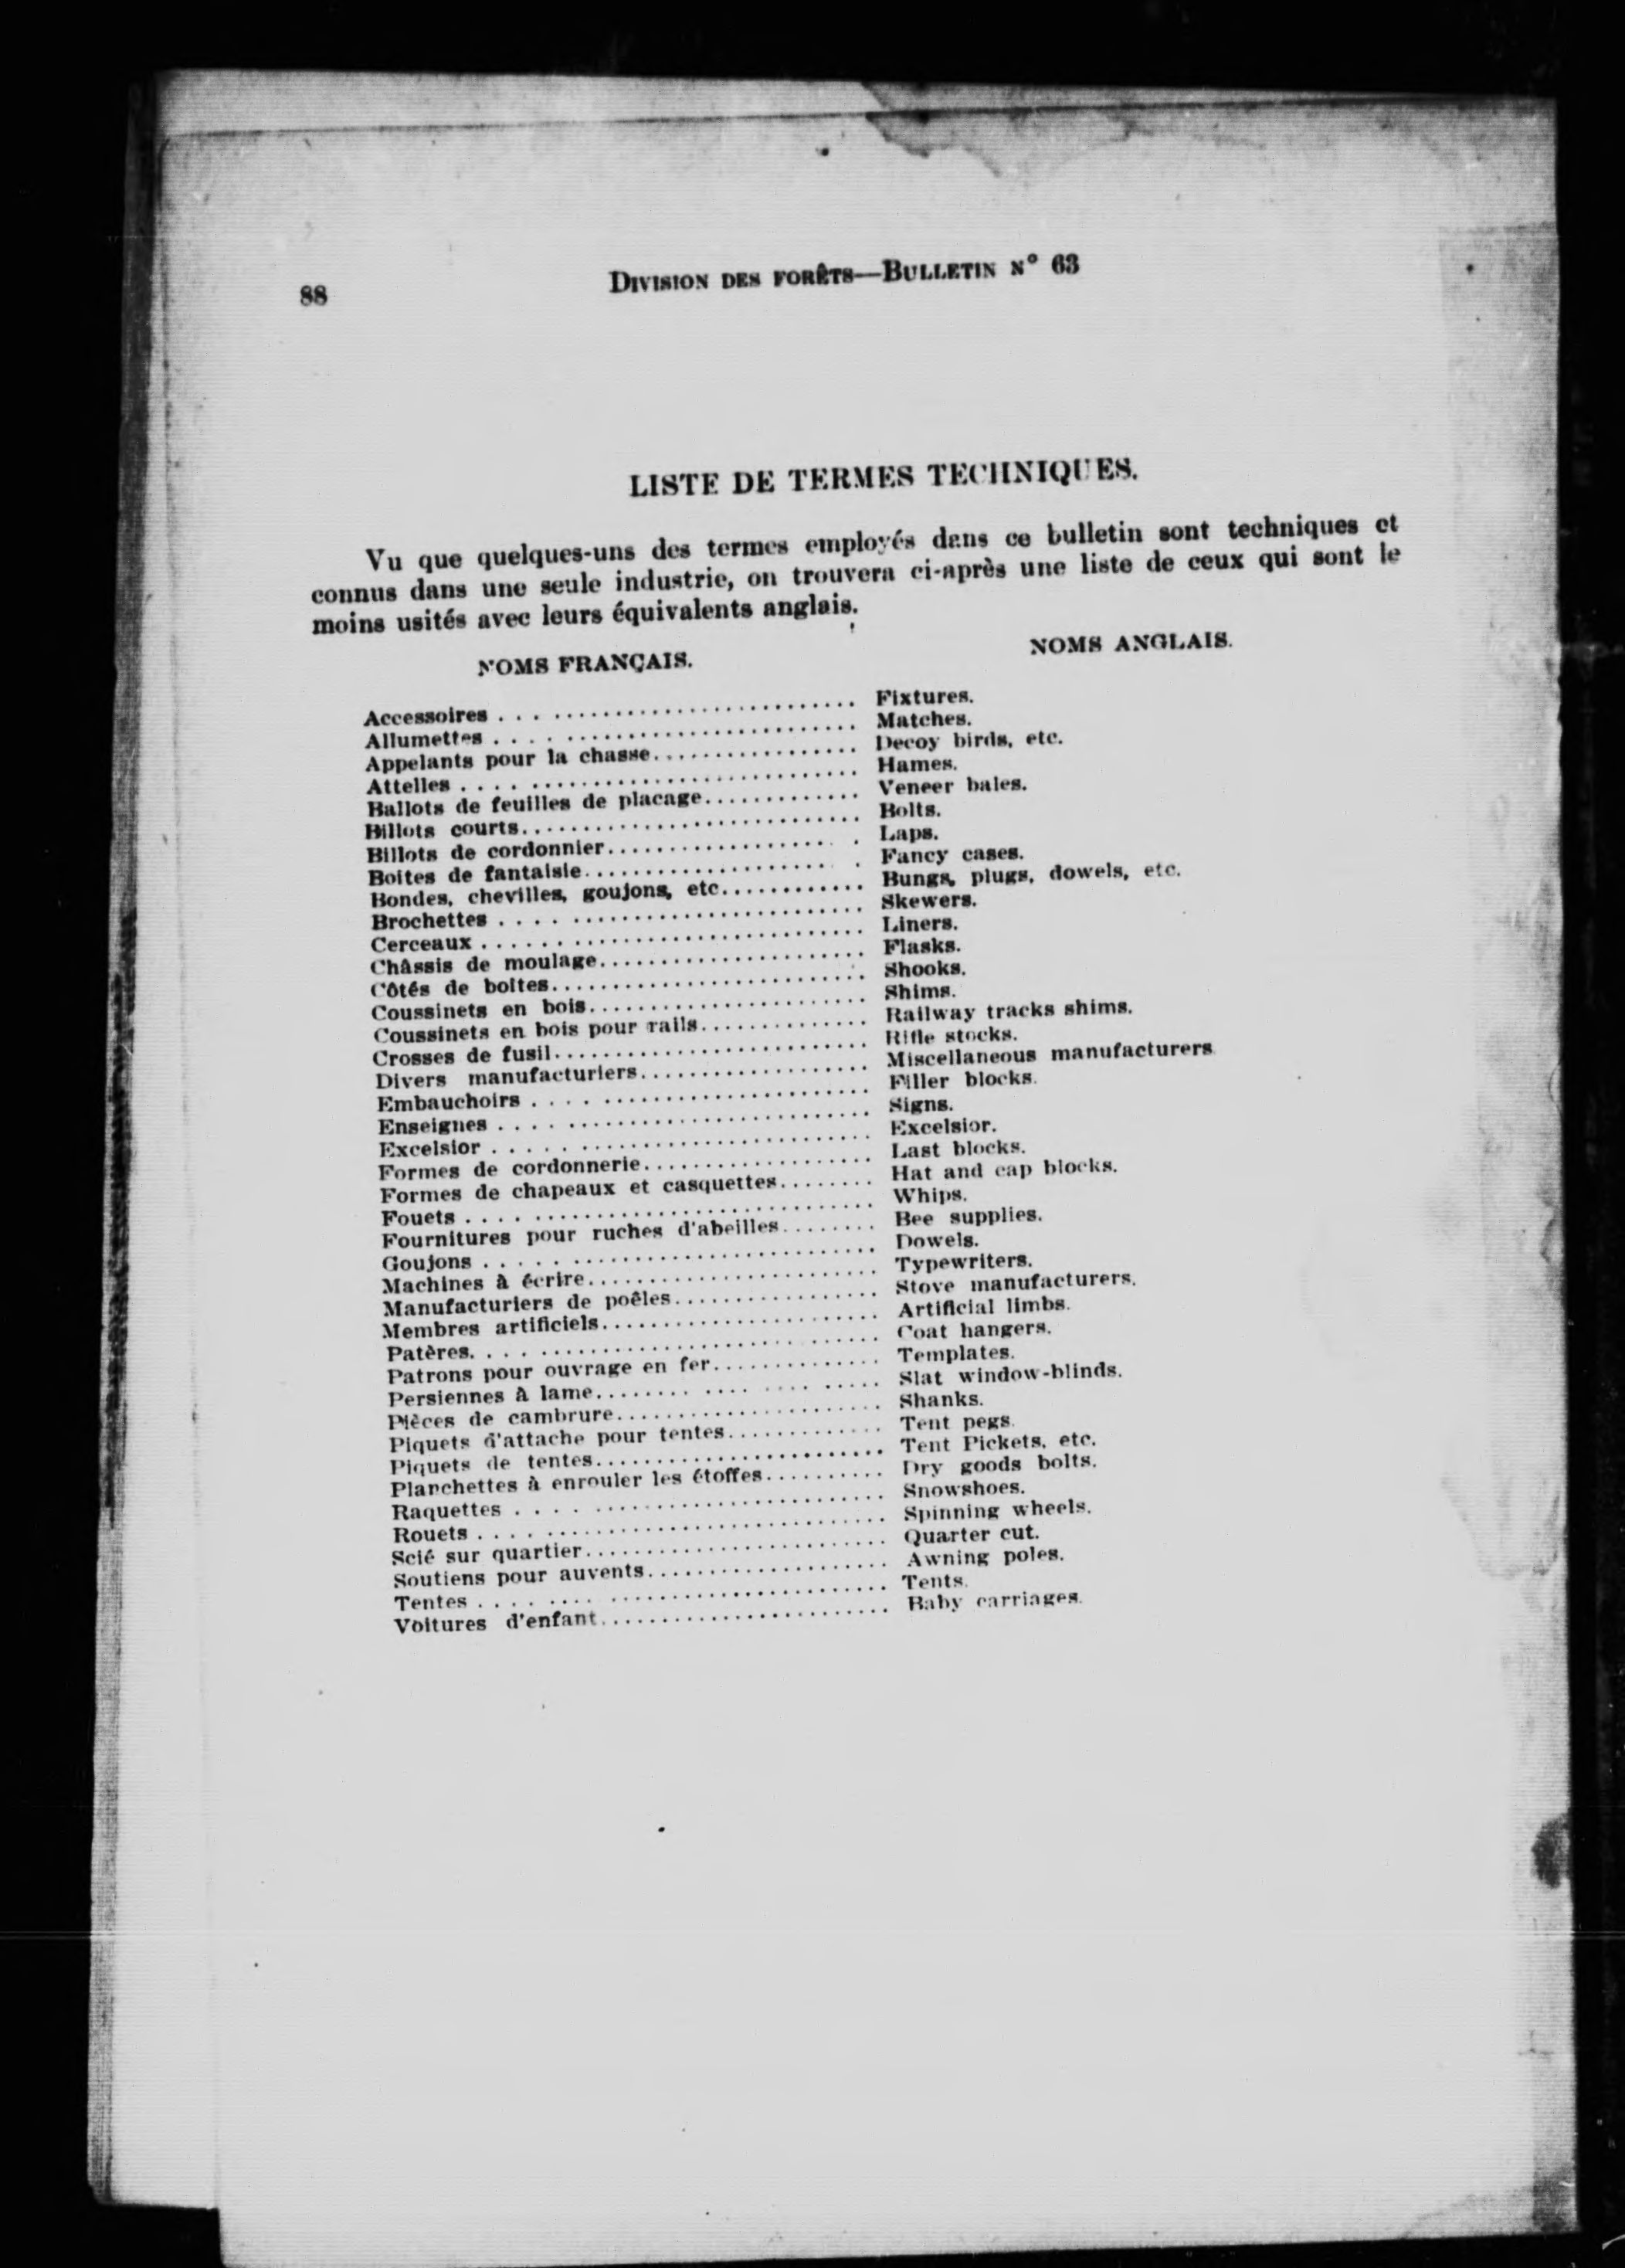 88
DIVISION DES FORÊTS—BULLETIN N° 63
LISTE DE TERMES TECHNIQUES.
Vu que quelques-uns des termes employés dans ce bulletin sont techniques et
connus dans une seule industrie, on trouvera ci-après une liste de ceux qui sont le
moins usités avec leurs équivalents anglais.
NOMS FRANÇAIS. NOMS ANGLAIS.
Accessoires . . . . . . . . . . Fixtures.
Allumettes . . . . . . . . . . Matches.
Appelants pour la chasse. . . . . . . . . . Decoy birds, etc.
Attelles . . . . . . . . . . Hames.
Ballots de feuilles de placage. . . . . . . . . . Veneer bales.
Billots courts. . . . . . . . . . Bolts.
Billots de cordonnier. . . . . . . . . . Laps.
Boites de fantaisie. . . . . . . . . . Fancy cases.
Bondes, chevilles, goujons, etc. . . . . . . . . . Bungs, plugs, dowels, etc.
Brochettes . . . . . . . . . . Skewers.
Cerceaux . . . . . . . . . . Liners.
Châssis de moulage. . . . . . . . . . Flasks.
Côtés de boites. . . . . . . . . . Shooks.
Coussinets en bois. . . . . . . . . . Shims.
Coussinets en bois pour rails. . . . . . . . . . Railway tracks shims.
Crosses de fusil. . . . . . . . . . Rifle stocks.
Divers manufacturiers. . . . . . . . . . Miscellaneous manufacturers
Embauchoirs . . . . . . . . . . Filler blocks.
Enseignes . . . . . . . . . . Signs.
Excelsior . . . . . . . . . . Excelsior.
Formes de cordonnerie. . . . . . . . . . Last blocks.
Formes de chapeaux et casquettes. . . . . . . . Hat and cap blocks.
Fouets . . . . . . . . . . Whips.
Fournitures pour ruches d'abeilles. . . . . . . . Bee supplies.
Goujons . . . . . . . . . . Dowels.
Machines à écrire. . . . . . . . . . Typewriters.
Manufacturiers de poêles. . . . . . . . . . Stove manufacturers.
Membres artificiels. . . . . . . . . . Artificial limbs.
Patères. . . . . . . . . . Coat hangers.
Patrons pour ouvrage en fer. . . . . . . . . . Templates.
Persiennes à lame. . . . . . . . . . Slat window-blinds.
Pièces de cambrure. . . . . . . . . . Shanks.
Piquets d'attache pour tentes. . . . . . . . . . Tent pegs.
Piquets de tentes. . . . . . . . . . Tent Pickets, etc.
Planchettes à enrouler les étoffes. . . . . . . . . . Dry goods bolts.
Raquettes . . . . . . . . . . Snowshoes.
Rouets . . . . . . . . . . Spinning wheels.
Scié sur quartier. . . . . . . . . . Quarter cut.
Soutiens pour auvents. . . . . . . . . . Awning poles.
Tentes . . . . . . . . . . Tents.
Voitures d'enfant. . . . . . . . . . Baby carriages.